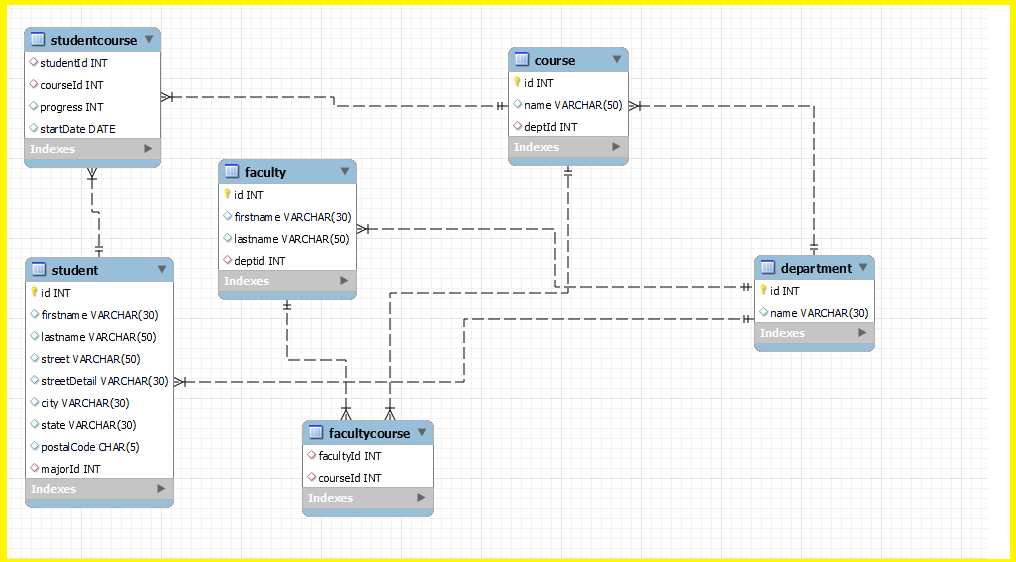 studentcourse
studentId INT
courseId INT
progress INT
startDate DATE
Indexes
course
id INT
name VARCHAR(50)
deptId INT
Indexes
faculty
id INT
firstname VARCHAR(30)
lastname VARCHAR(50)
deptid INT
Indexes
student
id INT
firstname VARCHAR(30)
lastname VARCHAR(50)
street VARCHAR(50)
streetDetail VARCHAR(30)
city VARCHAR(30)
state VARCHAR(30)
postalCode CHAR(5)
majorId INT
Indexes
department
id INT
name VARCHAR(30)
Indexes
facultycourse
facultyId INT
courseId INT
Indexes